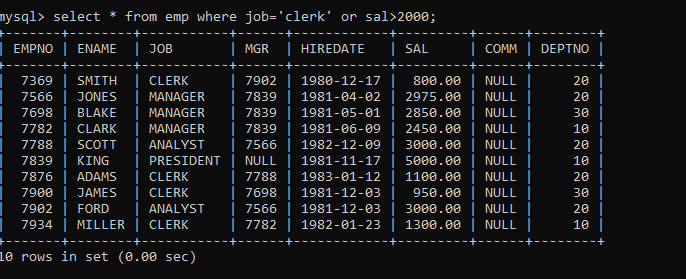 mysql> select * from emp where job='clerk' or sal>2000;
+-------+--------+-----------+------+------------+---------+------+--------+
| EMPNO | ENAME  | JOB       | MGR  | HIREDATE   | SAL     | COMM | DEPTNO |
+-------+--------+-----------+------+------------+---------+------+--------+
|  7369 | SMITH  | CLERK     | 7902 | 1980-12-17 |  800.00 | NULL |     20 |
|  7566 | JONES  | MANAGER   | 7839 | 1981-04-02 | 2975.00 | NULL |     20 |
|  7698 | BLAKE  | MANAGER   | 7839 | 1981-05-01 | 2850.00 | NULL |     30 |
|  7782 | CLARK  | MANAGER   | 7839 | 1981-06-09 | 2450.00 | NULL |     10 |
|  7788 | SCOTT  | ANALYST   | 7566 | 1982-12-09 | 3000.00 | NULL |     20 |
|  7839 | KING   | PRESIDENT | NULL | 1981-11-17 | 5000.00 | NULL |     10 |
|  7876 | ADAMS  | CLERK     | 7788 | 1983-01-12 | 1100.00 | NULL |     20 |
|  7900 | JAMES  | CLERK     | 7698 | 1981-12-03 |  950.00 | NULL |     30 |
|  7902 | FORD   | ANALYST   | 7566 | 1981-12-03 | 3000.00 | NULL |     20 |
|  7934 | MILLER | CLERK     | 7782 | 1982-01-23 | 1300.00 | NULL |     10 |
+-------+--------+-----------+------+------------+---------+------+--------+
10 rows in set (0.00 sec)